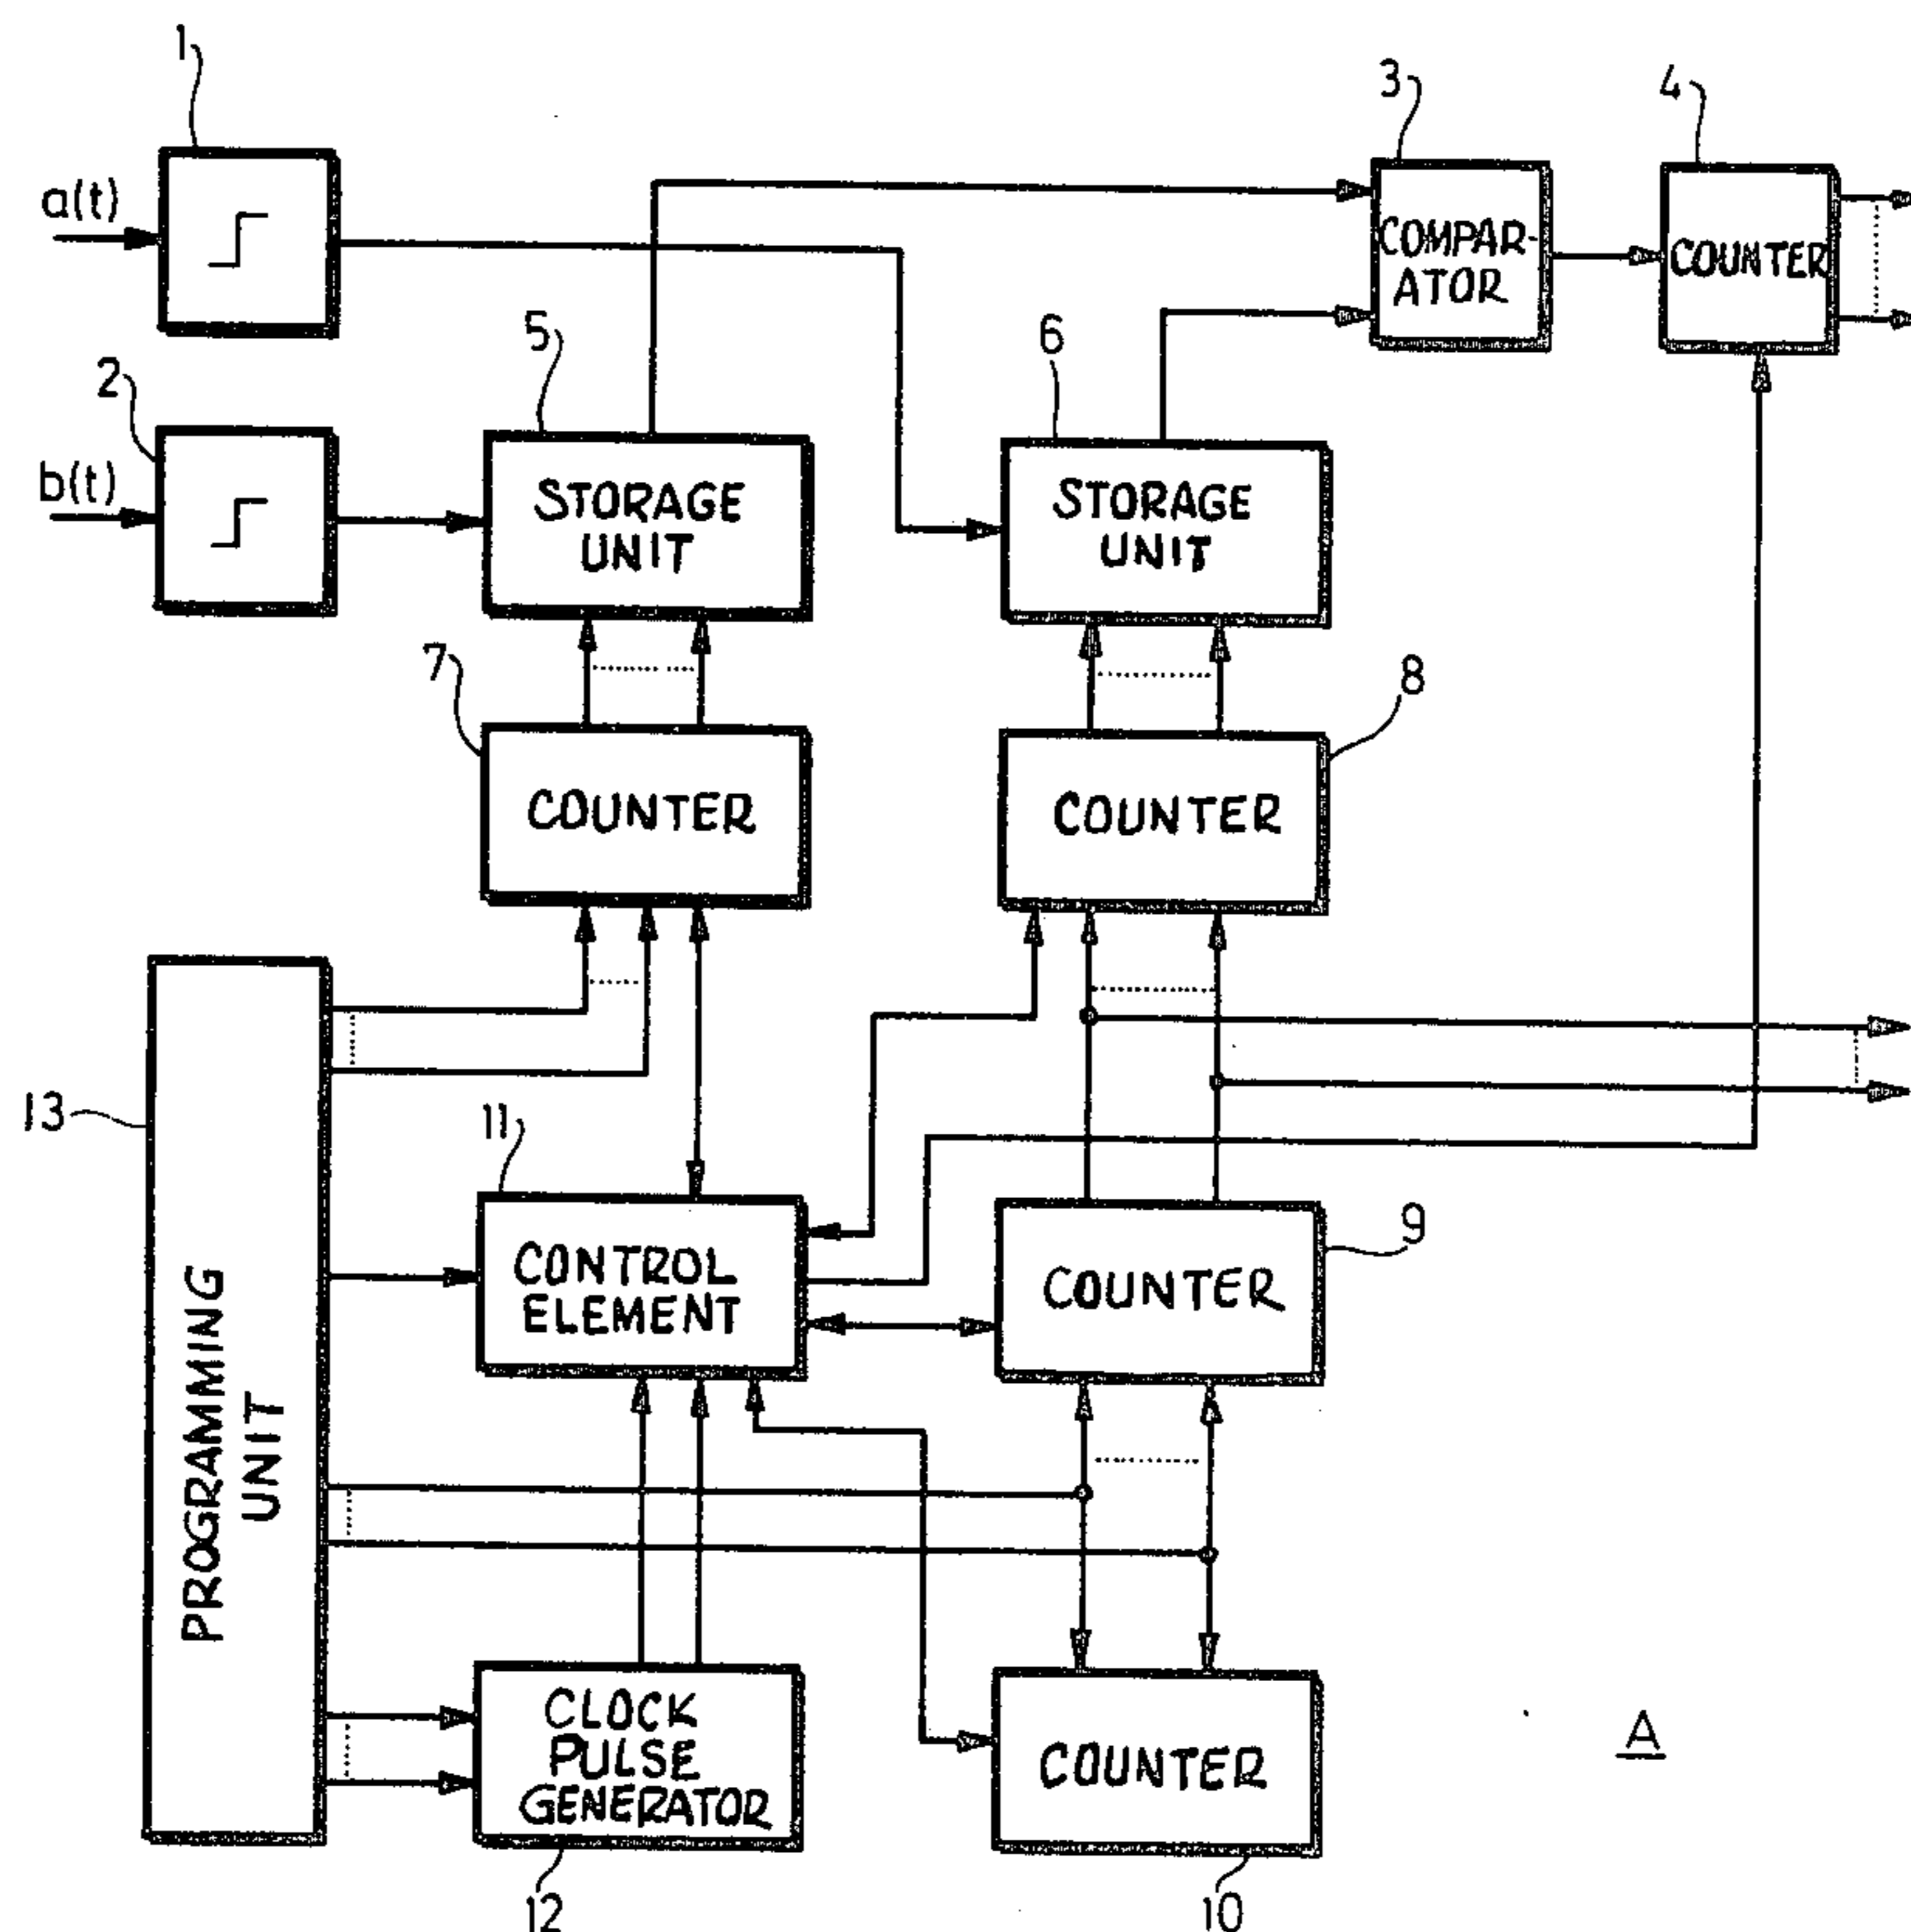 1
3
4
a(t)
COMPAR-
ATOR
COUNTER
2
5
6
b(t)
STORAGE
UNIT
STORAGE
UNIT
7
8
COUNTER
COUNTER
13
11
9
CONTROL
ELEMENT
COUNTER
PROGRAMMING
UNIT
CLOCK
PULSE
GENERATOR
COUNTER
A
12
10